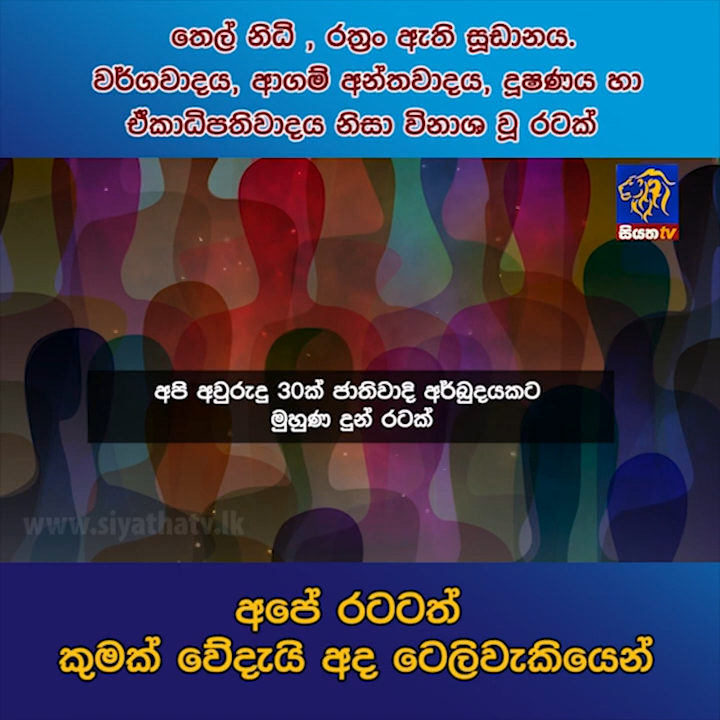 තෙල් නිධි , රත්‍රං ඇති සූඩානය.
වර්ගවාදය, ආගම් අන්තවාදය, දූෂණය හා
ඒකාධිපතිවාදය නිසා විනාශ වූ රටක්
සියත tv
අපි අවුරුදු 30ක් ජාතිවාදී අර්බුදයකට
මුහුණ දුන් රටක්
www.siyathatv.lk
අපේ රටටත්
කුමක් වේදැයි අද ටෙලිවැකියෙන්